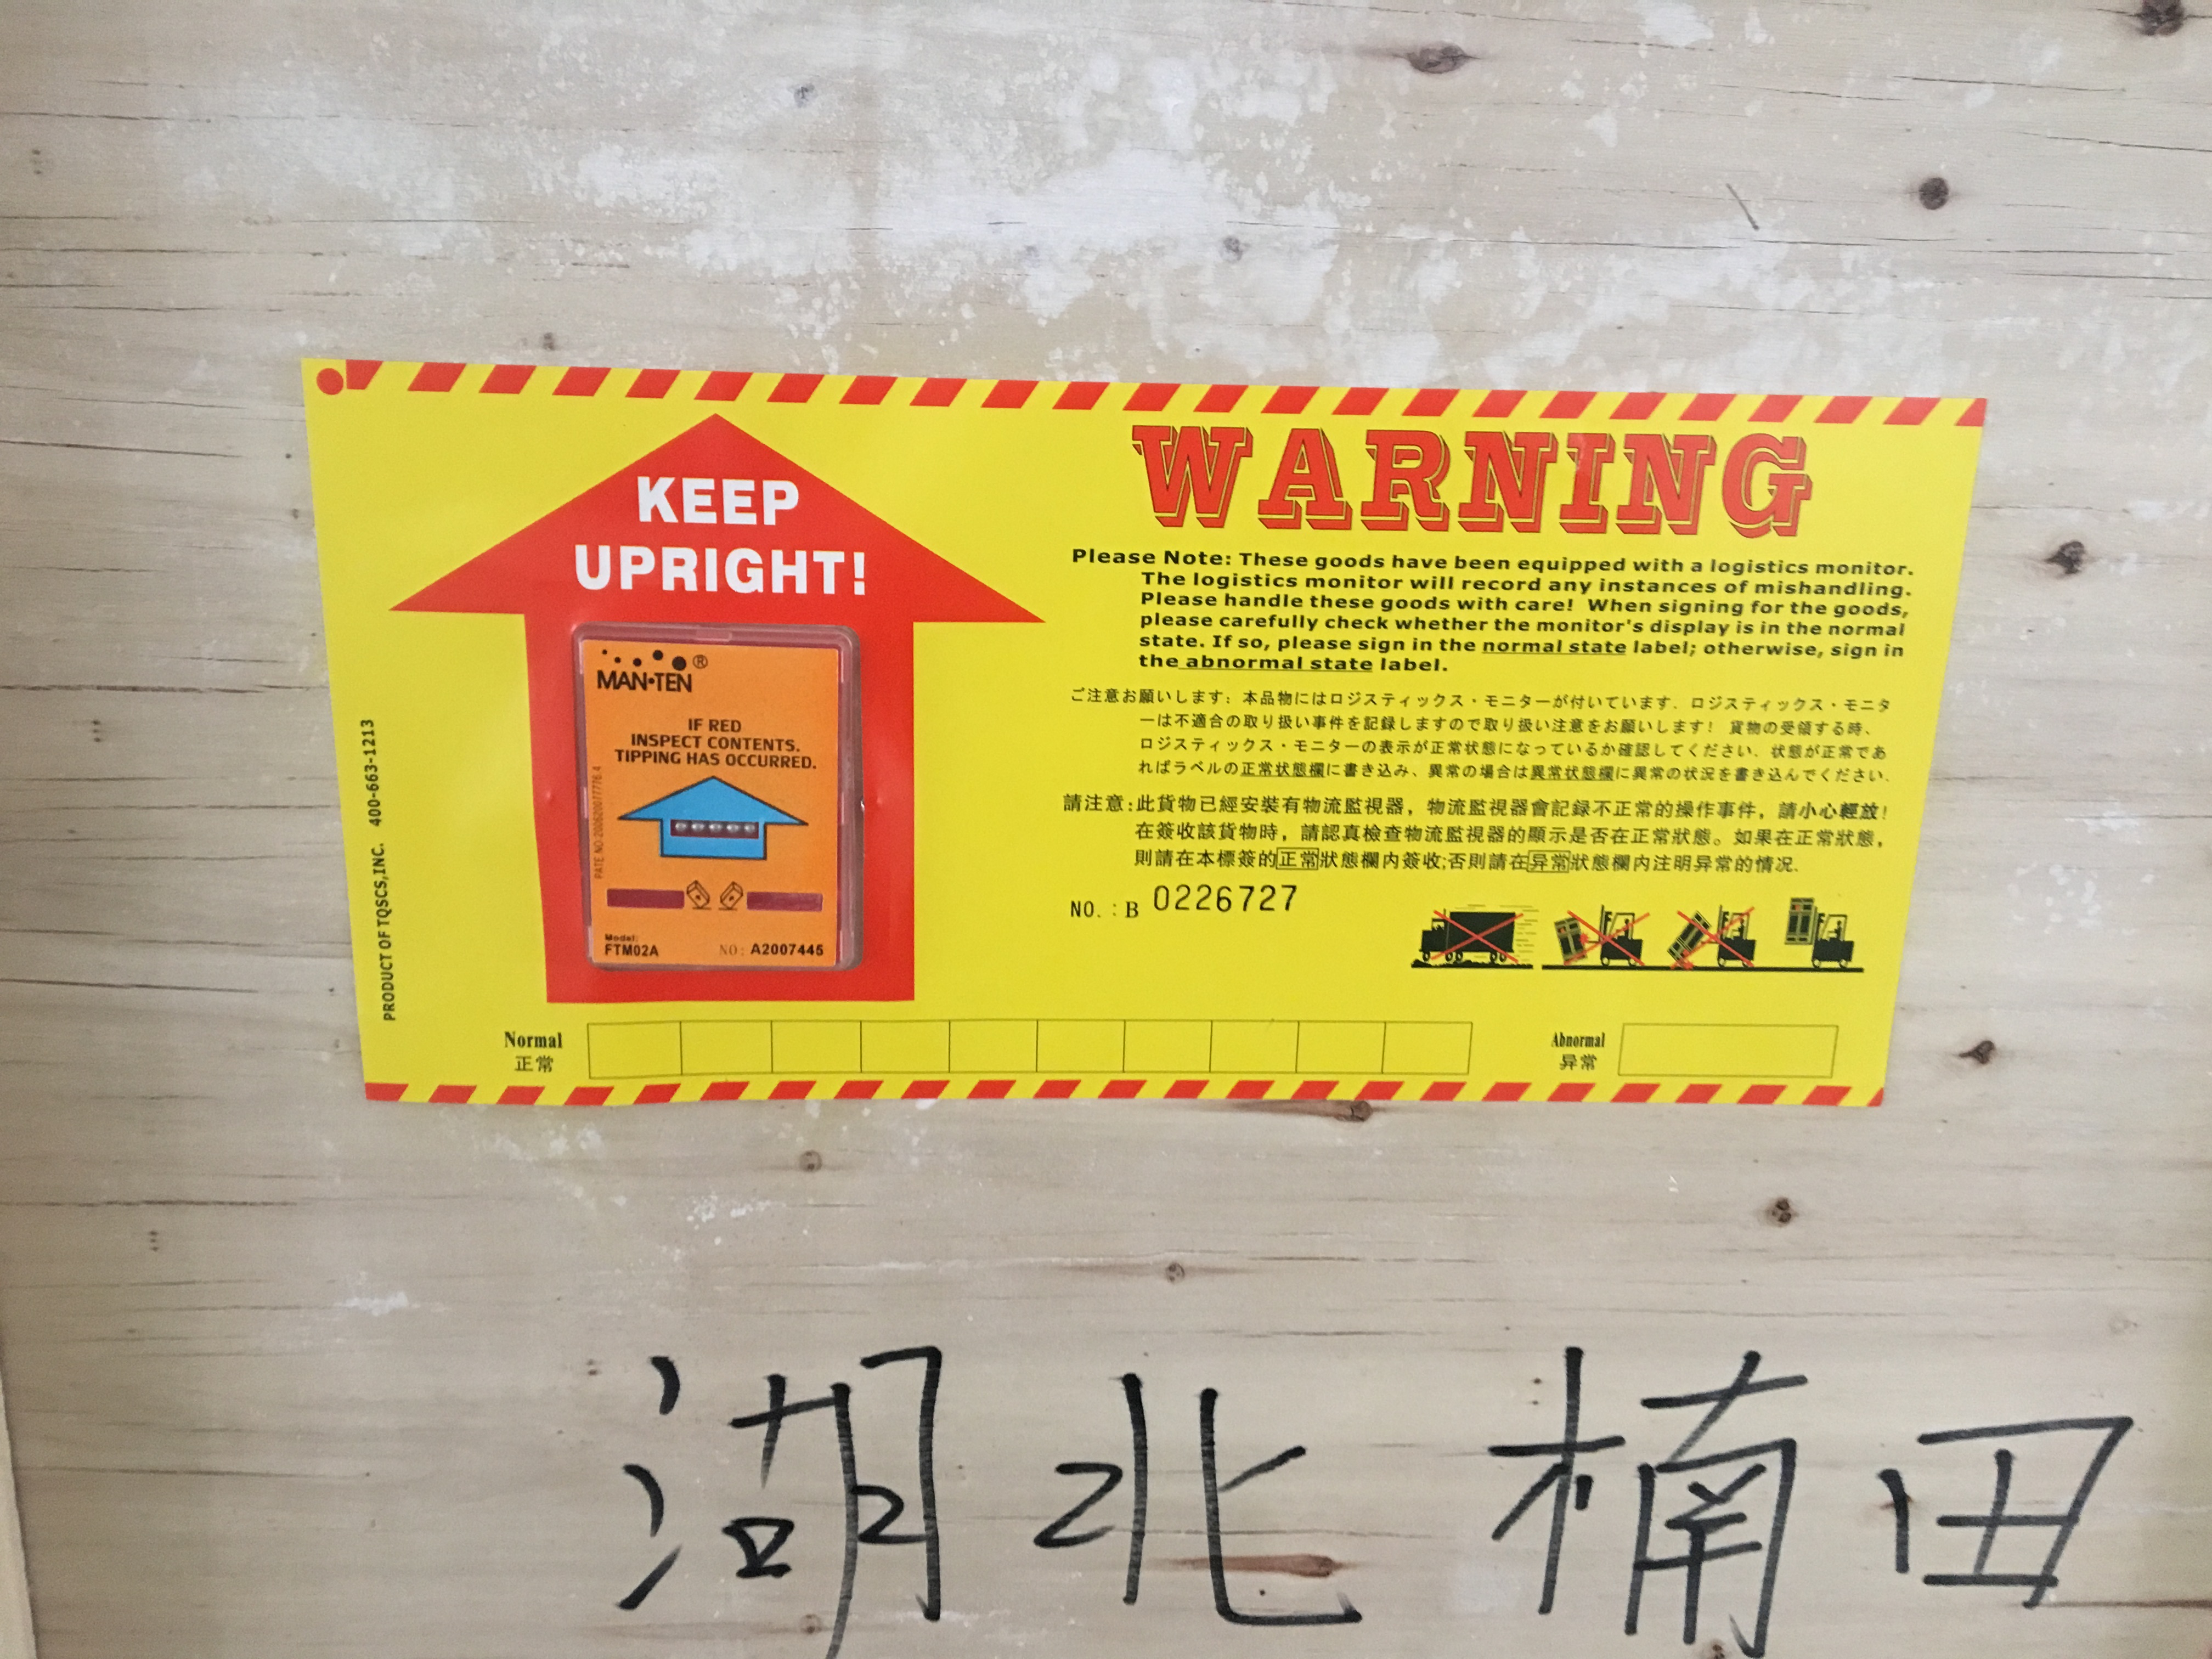 KEEP
UPRIGHT!
MAN•TEN®
IF RED
INSPECT CONTENTS.
TIPPING HAS OCCURRED.
Model:
FTM02A
NO: A2007445
PRODUCT OF TQSCS,INC. 400-663-1213
WARNING
Please Note: These goods have been equipped with a logistics monitor.
The logistics monitor will record any instances of mishandling.
Please handle these goods with care! When signing for the goods,
please carefully check whether the monitor's display is in the normal
state. If so, please sign in the normal state label; otherwise, sign in
the abnormal state label.
ご注意お願いします: 本品物にはロジスティックス・モニターが付いています. ロジスティックス・モニタ
ーは不適合の取り扱い事件を記録しますので取り扱い注意をお願いします! 貨物の受領する時、
ロジスティックス・モニターの表示が正常状態になっているか確認してください. 状態が正常であ
ればラベルの正常状態欄に書き込み、異常の場合は異常状態欄に異常の状況を書き込んでください.
請注意:此貨物已經安裝有物流監視器，物流監視器會記錄不正常的操作事件，請小心輕放!
在簽收該貨物時，請認真檢查物流監視器的顯示是否在正常狀態。如果在正常狀態，
則請在本標簽的正常狀態欄内簽收;否則請在异常狀態欄内注明异常的情况.
NO.:B 0226727
Normal
正常
Abnormal
异常
湖北楠田